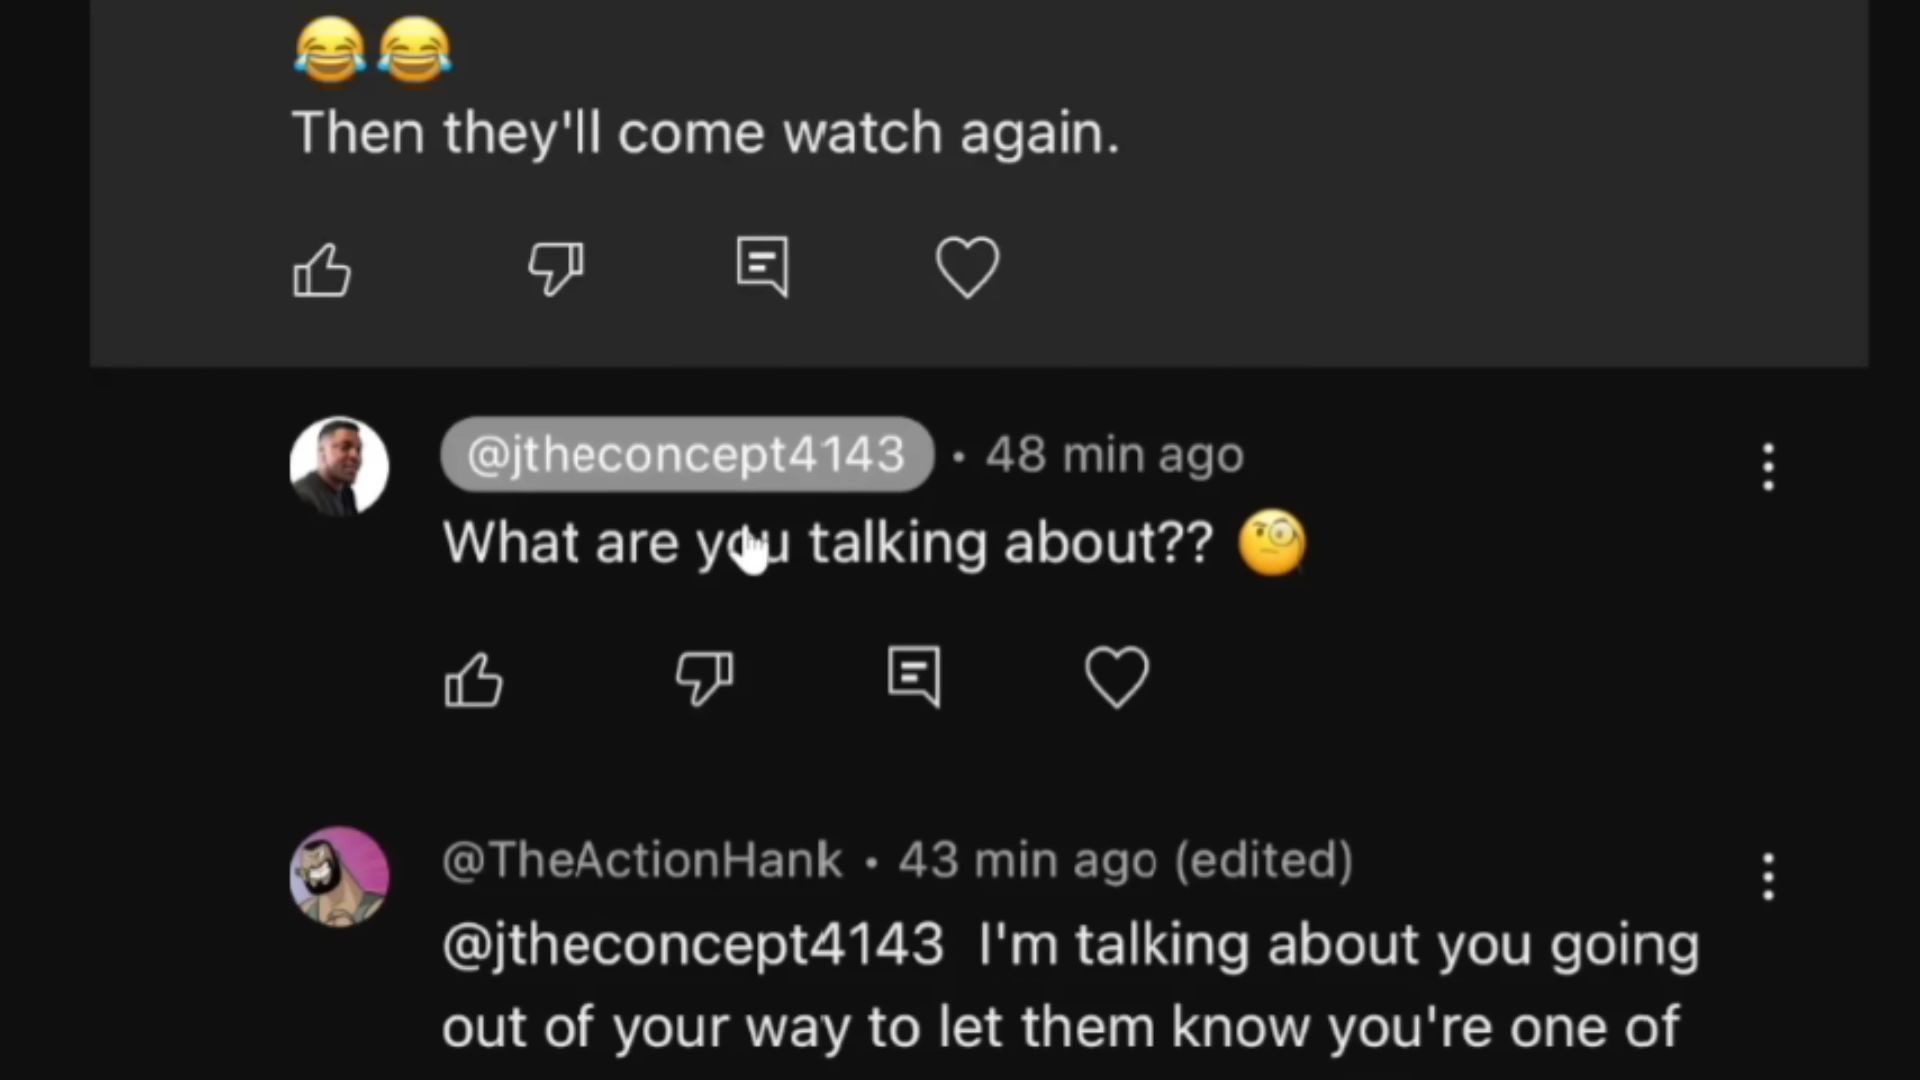 😂😂
Then they'll come watch again.
@jtheconcept4143 • 48 min ago
What are you talking about?? 🧐
@TheActionHank • 43 min ago (edited)
@jtheconcept4143 I'm talking about you going
out of your way to let them know you're one of